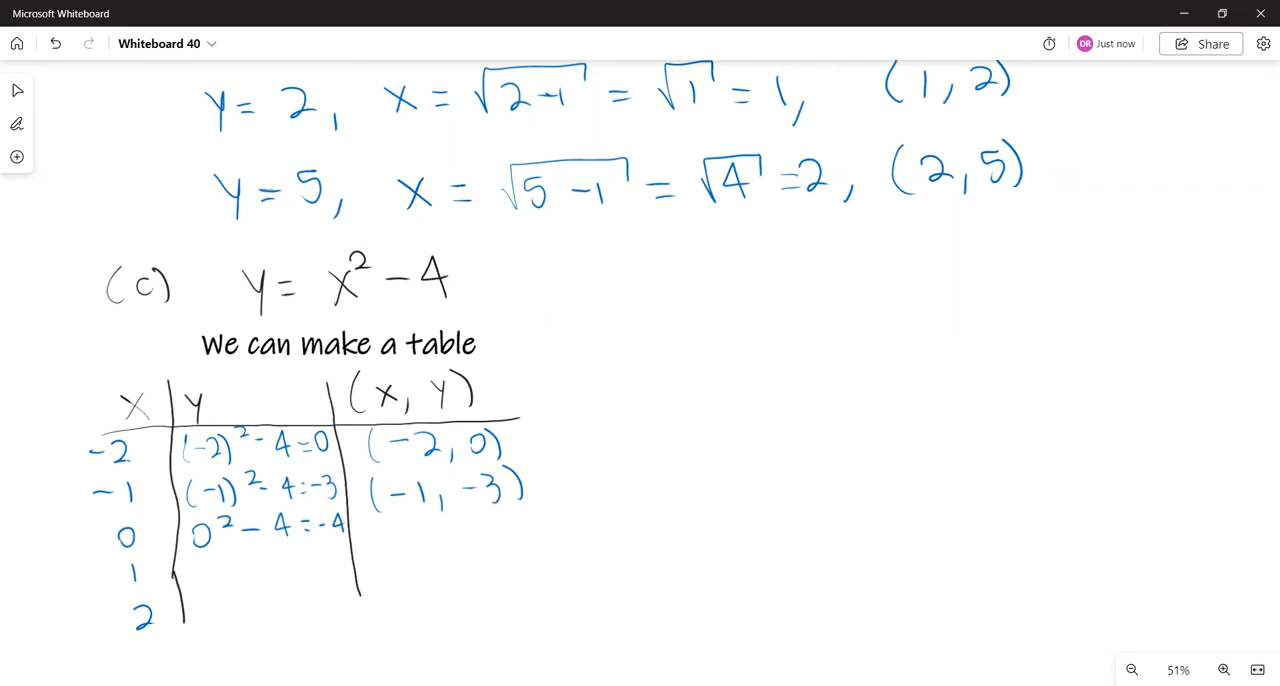 Microsoft Whiteboard
Whiteboard 40
DR Just now
Share
y = 2, x = √(2-1) = √1 = 1, (1, 2)
y = 5, x = √(5-1) = √4 = 2, (2, 5)
(c) y = x² - 4
We can make a table
x | y | (x, y)
-2 | (-2)² - 4 = 0 | (-2, 0)
-1 | (-1)² - 4 = -3 | (-1, -3)
0 | 0² - 4 = -4
1
2
51%